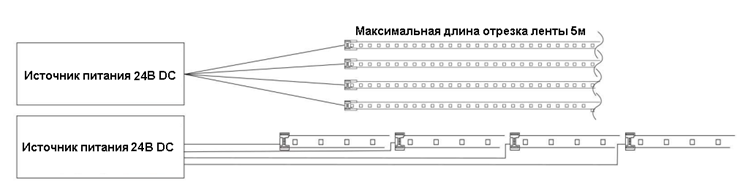 Максимальная длина отрезка ленты 5м
Источник питания 24В DC
Источник питания 24В DC